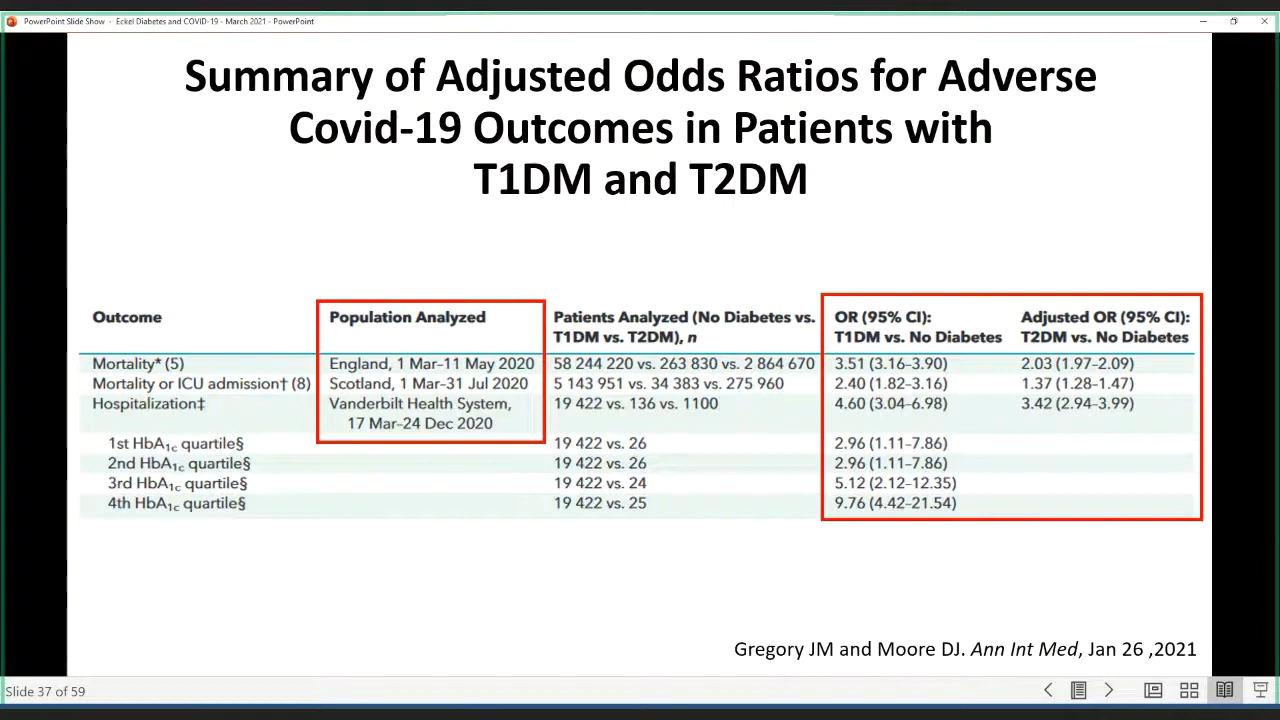 PowerPoint Slide Show - Eckel Diabetes and COVID-19 - March 2021 - PowerPoint
Summary of Adjusted Odds Ratios for Adverse
Covid-19 Outcomes in Patients with
T1DM and T2DM
Outcome Population Analyzed Patients Analyzed (No Diabetes vs. OR (95% CI): Adjusted OR (95% CI):
T1DM vs. T2DM), n T1DM vs. No Diabetes T2DM vs. No Diabetes
Mortality* (5) England, 1 Mar–11 May 2020 58 244 220 vs. 263 830 vs. 2 864 670 3.51 (3.16–3.90) 2.03 (1.97–2.09)
Mortality or ICU admission† (8) Scotland, 1 Mar–31 Jul 2020 5 143 951 vs. 34 383 vs. 275 960 2.40 (1.82–3.16) 1.37 (1.28–1.47)
Hospitalization‡ Vanderbilt Health System, 19 422 vs. 136 vs. 1100 4.60 (3.04–6.98) 3.42 (2.94–3.99)
17 Mar–24 Dec 2020
1st HbA1c quartile§ 19 422 vs. 26 2.96 (1.11–7.86)
2nd HbA1c quartile§ 19 422 vs. 26 2.96 (1.11–7.86)
3rd HbA1c quartile§ 19 422 vs. 24 5.12 (2.12–12.35)
4th HbA1c quartile§ 19 422 vs. 25 9.76 (4.42–21.54)
Gregory JM and Moore DJ. Ann Int Med, Jan 26 ,2021
Slide 37 of 59